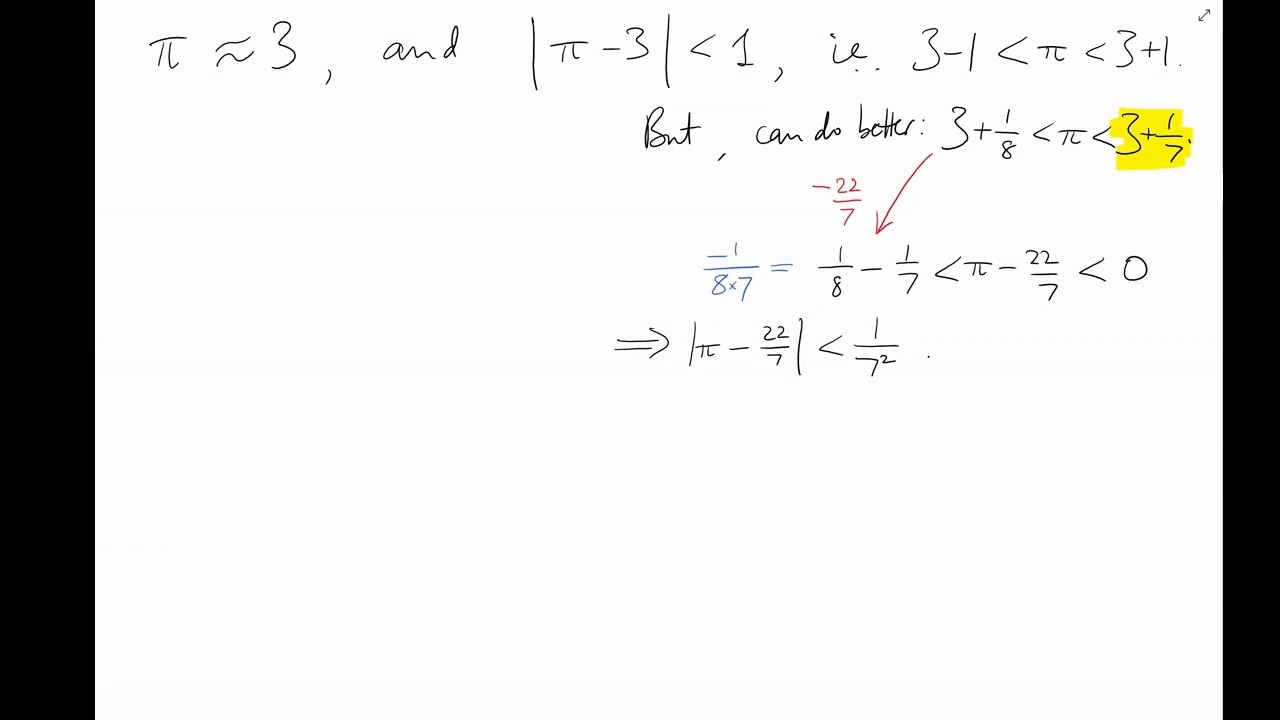 π ≈ 3, and |π - 3| < 1, i.e. 3-1 < π < 3+1.
But, can do better: 3 + 1/8 < π < 3 + 1/7.
-22/7
-1/(8×7) = 1/8 - 1/7 < π - 22/7 < 0
⟹ |π - 22/7| < 1/7².